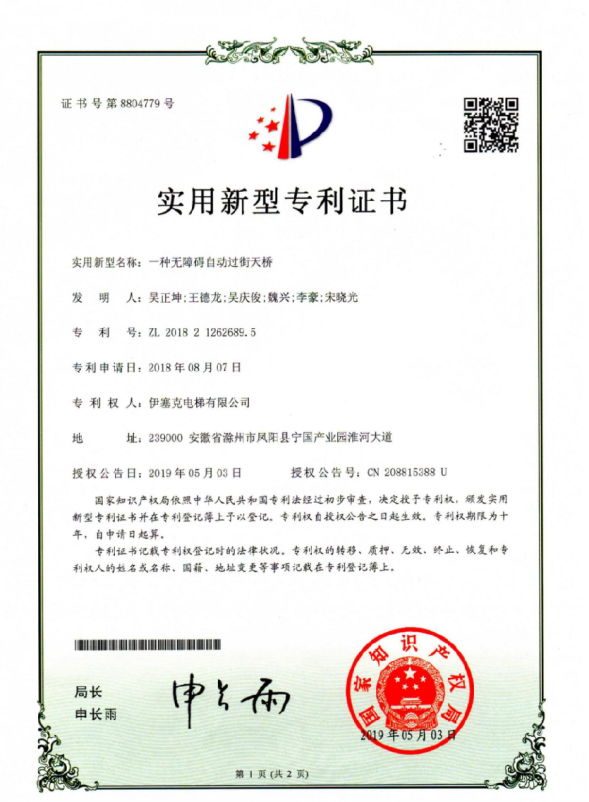 证书号第8804779号
实用新型专利证书
实用新型名称：一种无障碍自动过街天桥
发 明 人：吴正坤;王德龙;吴庆俊;魏兴;李豪;宋晓光
专 利 号：ZL 2018 2 1262689.5
专利申请日：2018年08月07日
专 利 权 人：伊塞克电梯有限公司
地 址：239000 安徽省滁州市凤阳县宁国产业园淮河大道
授权公告日：2019年05月03日 授权公告号：CN 208815388 U
国家知识产权局依照中华人民共和国专利法经过初步审查，决定授予专利权，颁发实用
新型专利证书并在专利登记簿上予以登记。专利权自授权公告之日起生效。专利权期限为十
年，自申请日起算。
专利证书记载专利权登记时的法律状况。专利权的转移、质押、无效、终止、恢复和专
利权人的姓名或名称、国籍、地址变更等事项记载在专利登记簿上。
局长
申长雨
申长雨
国家知识产权局
2019年05月03日
第 1 页 (共 2 页)